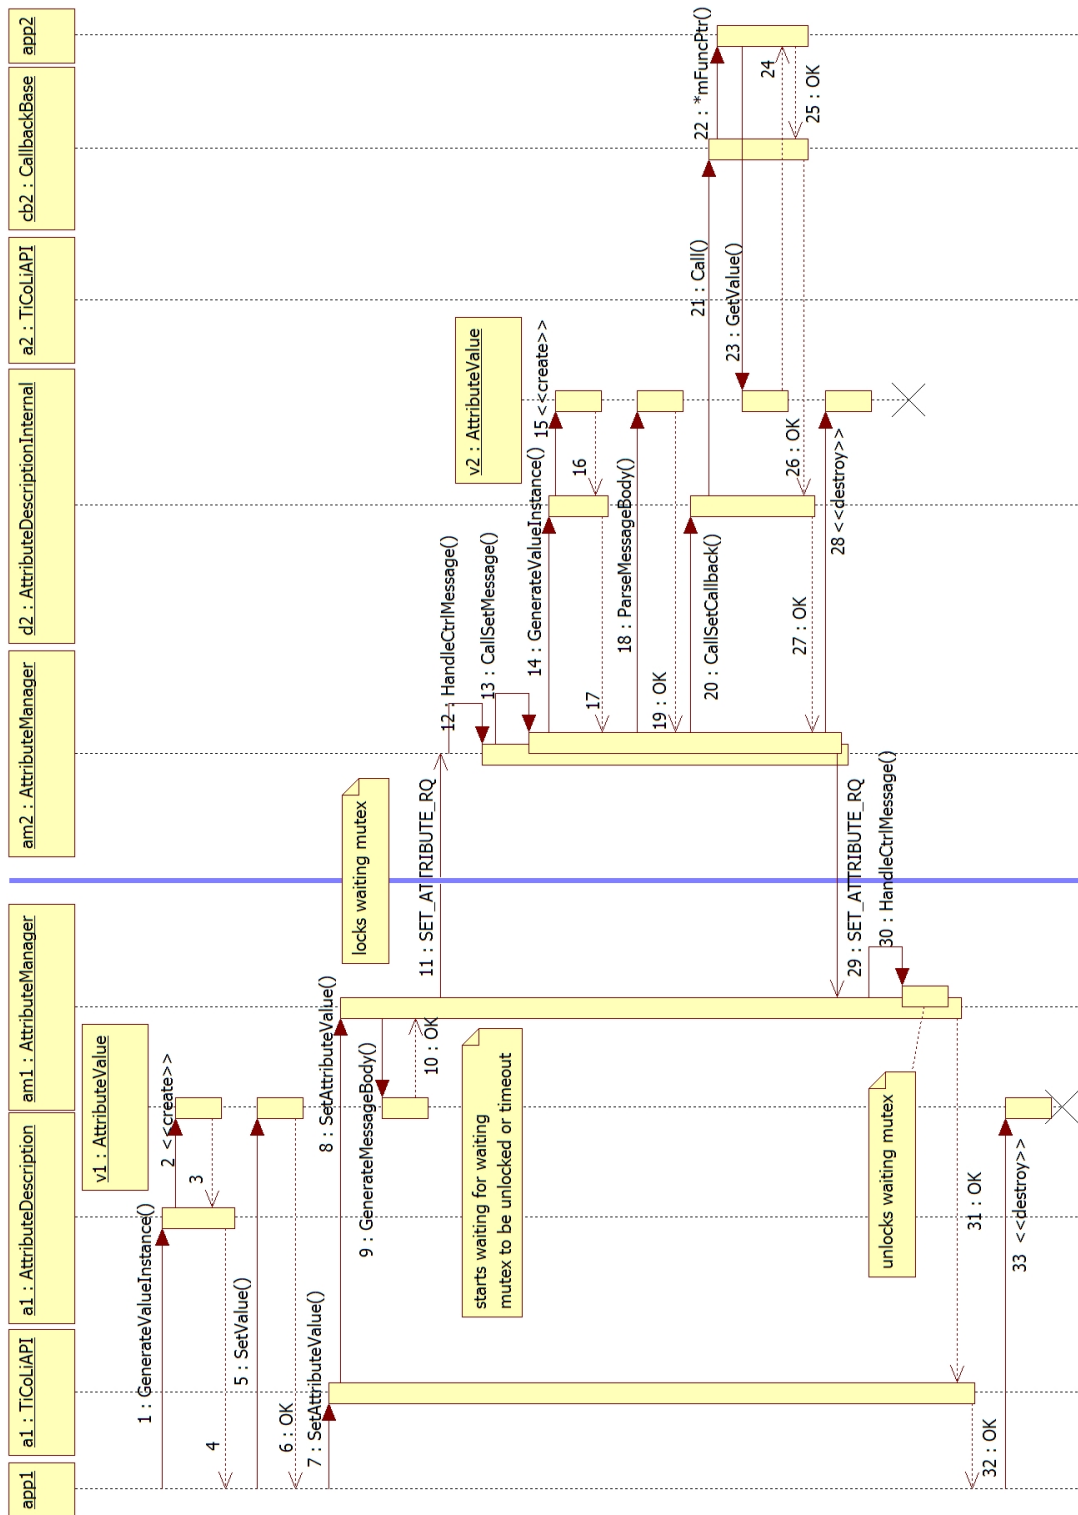 app1
a1 : TiCoLiAPI
a1 : AttributeDescription
v1 : AttributeValue
am1 : AttributeManager
am2 : AttributeManager
d2 : AttributeDescriptionInternal
v2 : AttributeValue
a2 : TiCoLiAPI
cb2 : CallbackBase
app2
1 : GenerateValueInstance()
2 <<create>>
3
4
5 : SetValue()
6 : OK
7 : SetAttributeValue()
8 : SetAttributeValue()
locks waiting mutex
9 : GenerateMessageBody()
10 : OK
11 : SET_ATTRIBUTE_RQ
starts waiting for waiting
mutex to be unlocked or timeout
12 : HandleCtrlMessage()
13 : CallSetMessage()
14 : GenerateValueInstance()
15 <<create>>
16
17
18 : ParseMessageBody()
19 : OK
20 : CallSetCallback()
21 : Call()
22 : *mFuncPtr()
23 : GetValue()
24
25 : OK
26 : OK
27 : OK
28 <<destroy>>
29 : SET_ATTRIBUTE_RQ
30 : HandleCtrlMessage()
unlocks waiting mutex
31 : OK
32 : OK
33 <<destroy>>